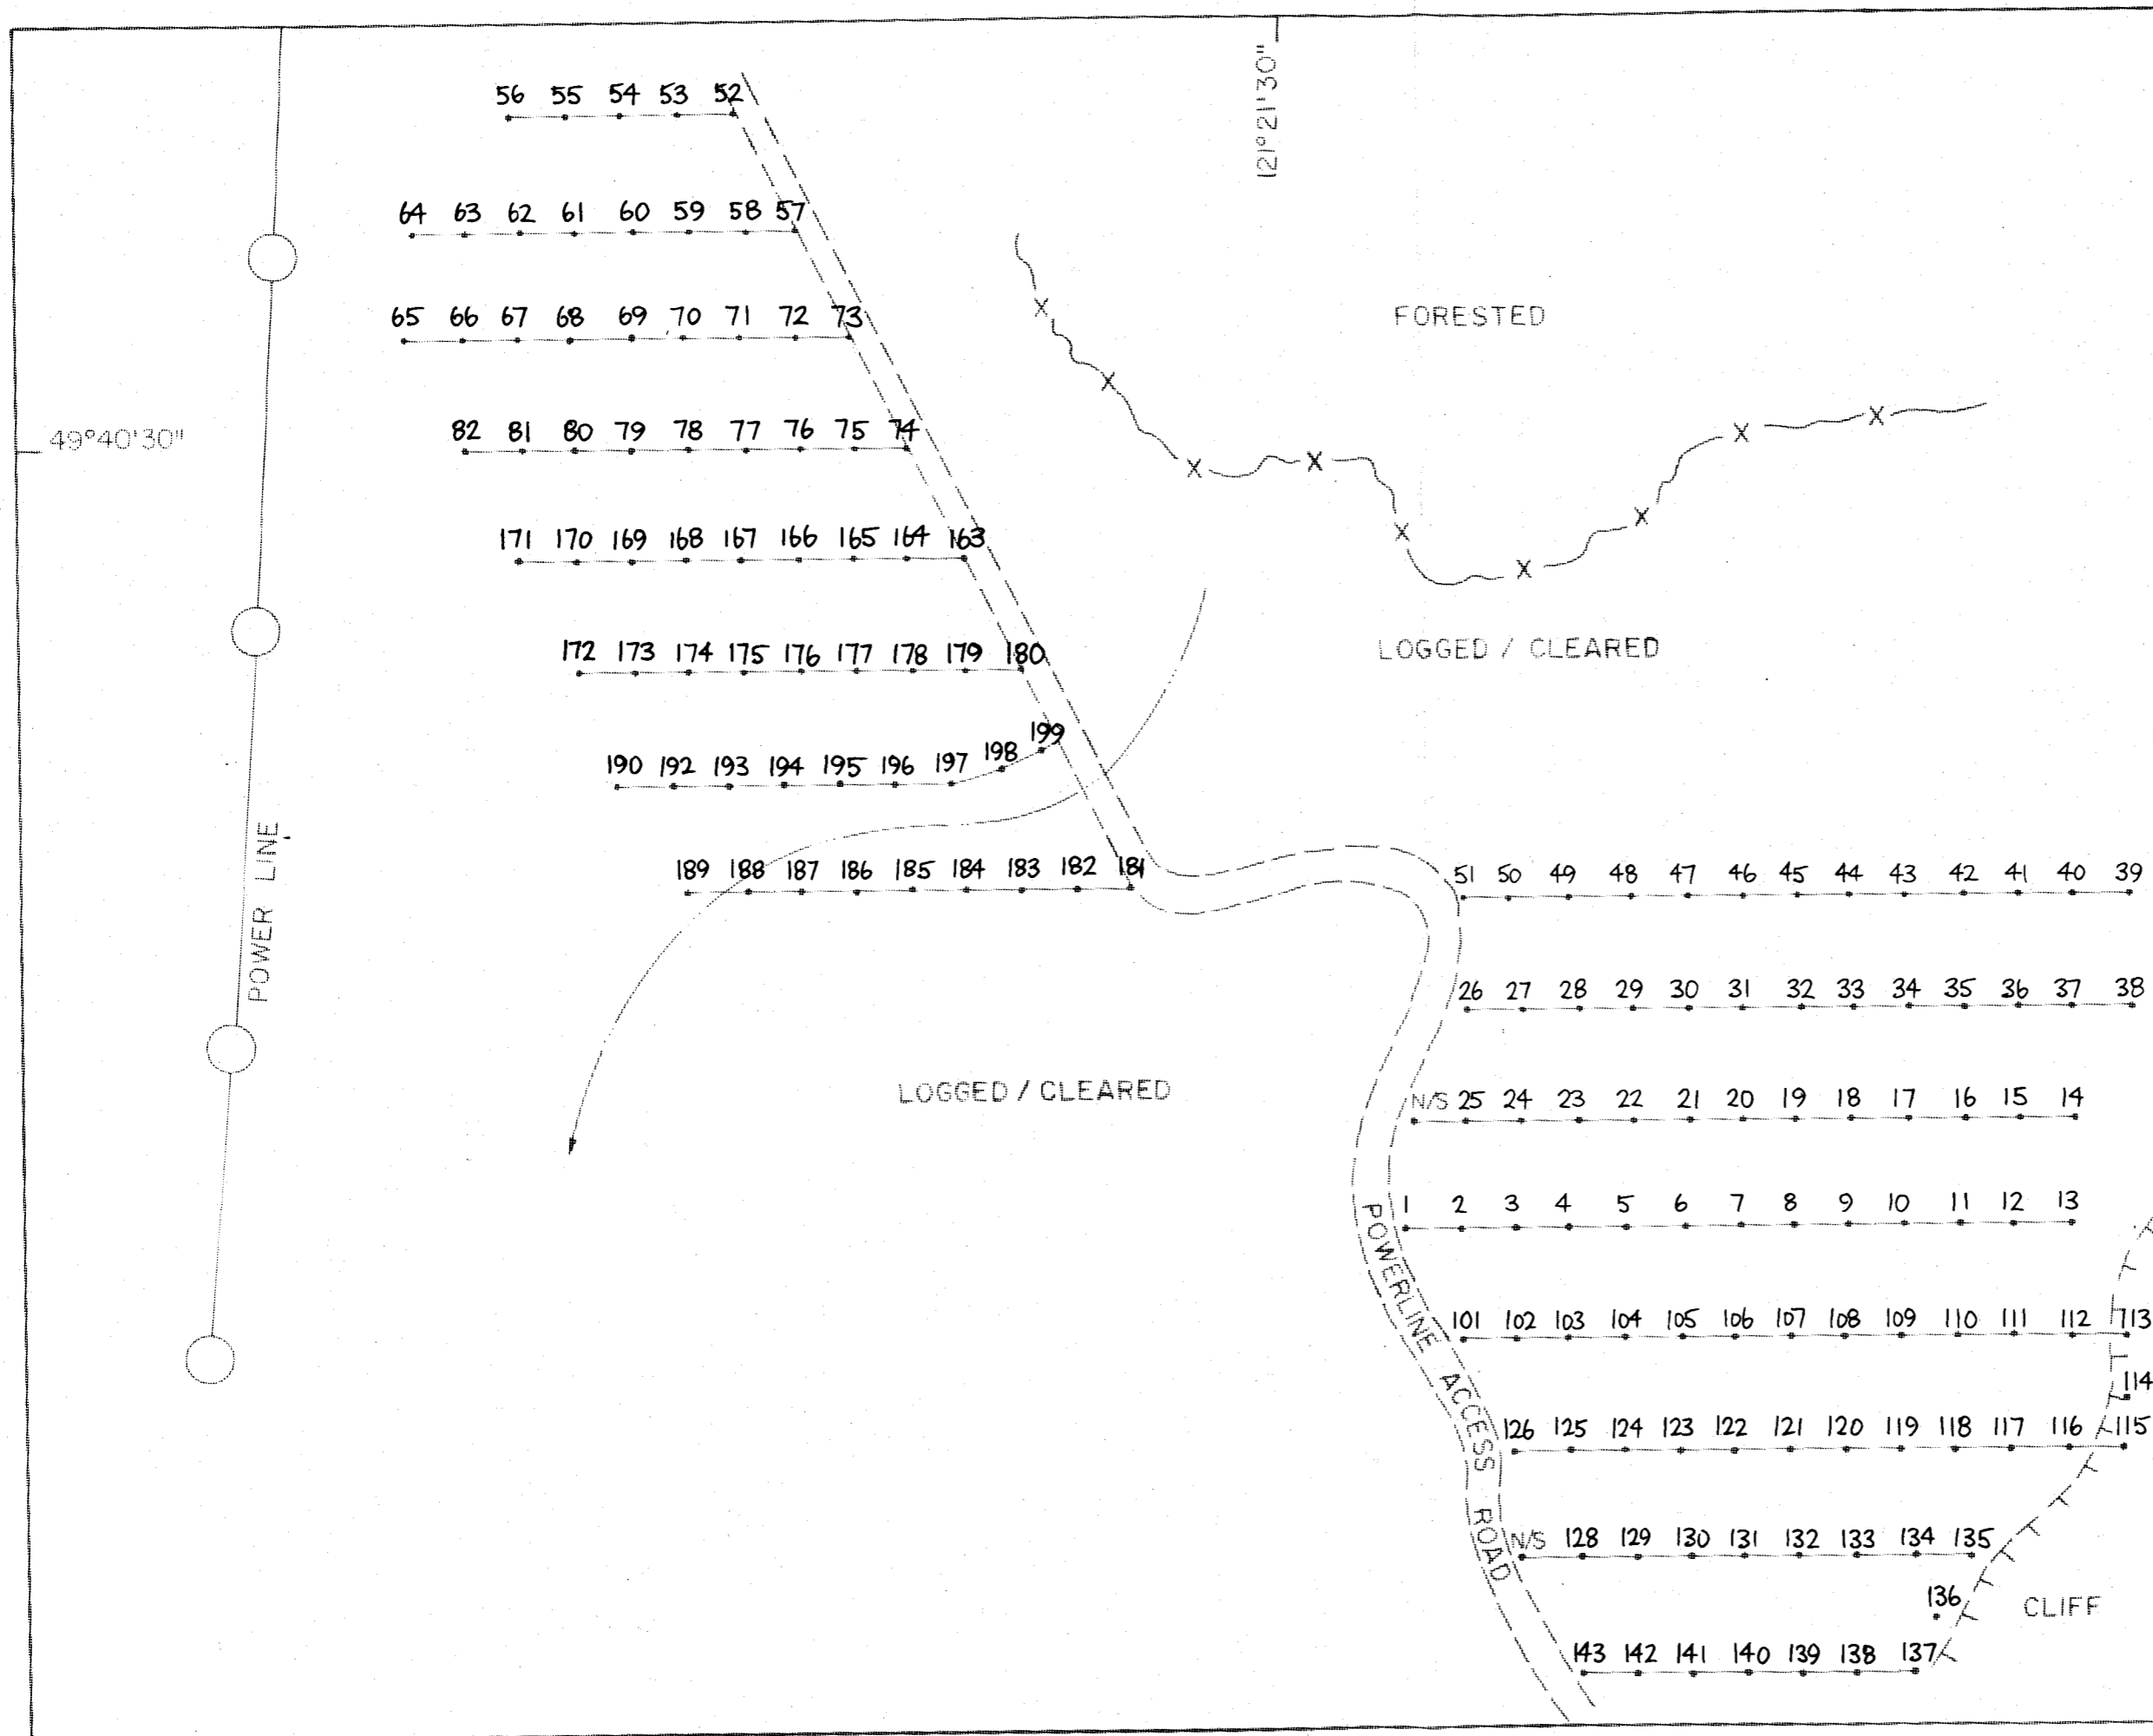 121°21'30"
56 55 54 53 52
64 63 62 61 60 59 58 57
FORESTED
65 66 67 68 69 70 71 72 73
49°40'30"
82 81 80 79 78 77 76 75 74
171 170 169 168 167 166 165 164 163
LOGGED / CLEARED
172 173 174 175 176 177 178 179 180
199
198
190 192 193 194 195 196 197
POWER LINE
189 188 187 186 185 184 183 182 181
51 50 49 48 47 46 45 44 43 42 41 40 39
26 27 28 29 30 31 32 33 34 35 36 37 38
LOGGED / CLEARED
N/S 25 24 23 22 21 20 19 18 17 16 15 14
1 2 3 4 5 6 7 8 9 10 11 12 13
POWERLINE ACCESS ROAD
101 102 103 104 105 106 107 108 109 110 111 112 113
114
126 125 124 123 122 121 120 119 118 117 116 115
N/S 128 129 130 131 132 133 134 135
136
CLIFF
143 142 141 140 139 138 137